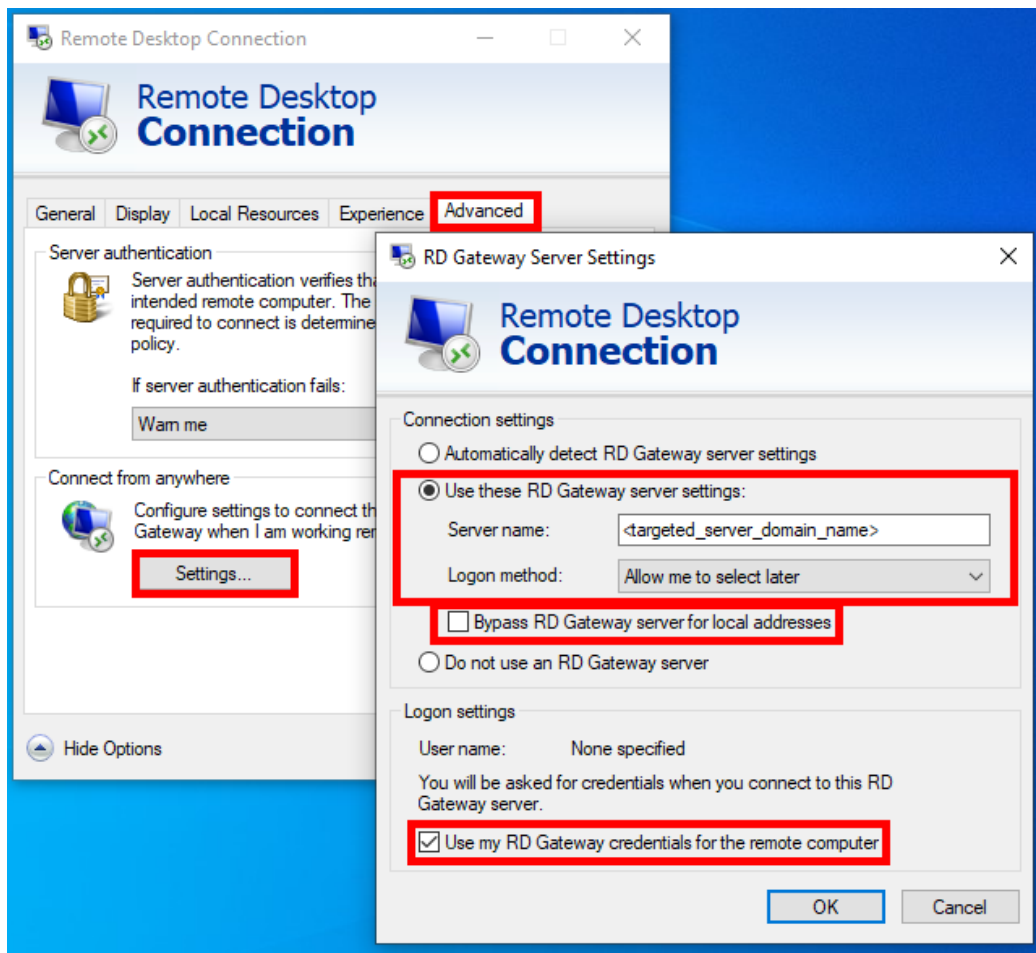 Remote Desktop Connection
Remote Desktop
Connection
General Display Local Resources Experience Advanced
Server authentication
Server authentication verifies tha
intended remote computer. The
required to connect is determine
policy.
If server authentication fails:
Warn me
Connect from anywhere
Configure settings to connect th
Gateway when I am working rer
Settings...
Hide Options
RD Gateway Server Settings
Remote Desktop
Connection
Connection settings
Automatically detect RD Gateway server settings
Use these RD Gateway server settings:
Server name: <targeted_server_domain_name>
Logon method: Allow me to select later
Bypass RD Gateway server for local addresses
Do not use an RD Gateway server
Logon settings
User name: None specified
You will be asked for credentials when you connect to this RD
Gateway server.
Use my RD Gateway credentials for the remote computer
OK Cancel